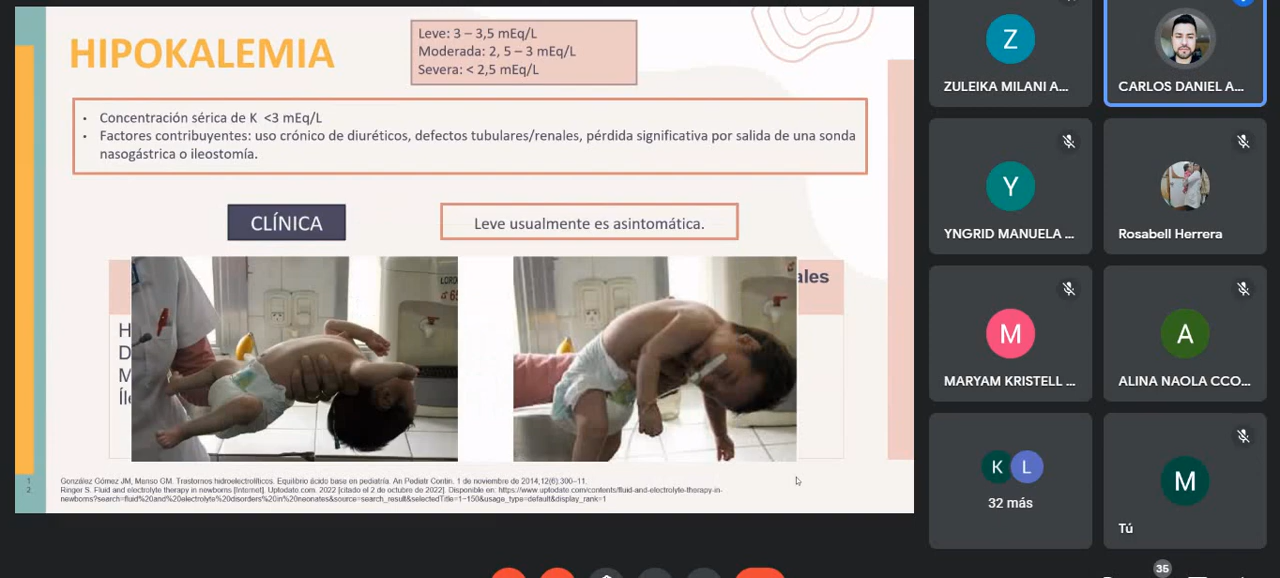 HIPOKALEMIA
Leve: 3 – 3,5 mEq/L
Moderada: 2, 5 – 3 mEq/L
Severa: < 2,5 mEq/L
• Concentración sérica de K <3 mEq/L
• Factores contribuyentes: uso crónico de diuréticos, defectos tubulares/renales, pérdida significativa por salida de una sonda
nasogástrica o ileostomía.
CLÍNICA
Leve usualmente es asintomática.
ales
H
D
M
Íle
1
2
González Gómez JM, Manso GM. Trastornos hidroelectrolíticos. Equilibrio ácido base en pediatría. An Pediatr Contin. 1 de noviembre de 2014;12(6):300–11.
Ringer S. Fluid and electrolyte therapy in newborns [Internet]. Uptodate.com. 2022 [citado el 2 de octubre de 2022]. Disponible en: https://www.uptodate.com/contents/fluid-and-electrolyte-therapy-in-
newborns?search=fluid%20and%20electrolyte%20disorders%20in%20neonates&source=search_result&selectedTitle=1~150&usage_type=default&display_rank=1
Z
ZULEIKA MILANI A...
CARLOS DANIEL A...
Y
YNGRID MANUELA ...
Rosabell Herrera
M
MARYAM KRISTELL ...
A
ALINA NAOLA CCO...
K L
32 más
M
Tú
35